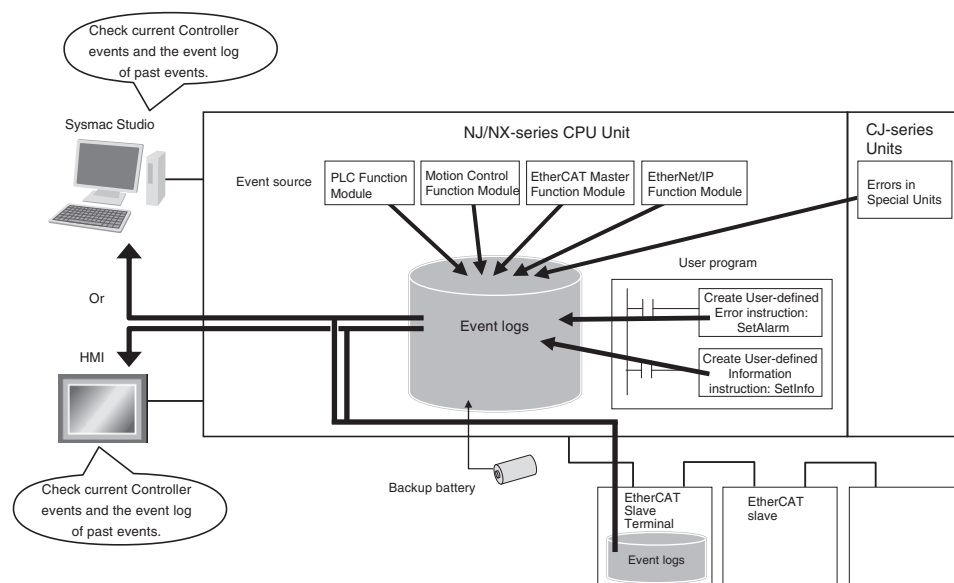 Check current Controller
events and the event log
of past events.
Sysmac Studio
NJ/NX-series CPU Unit
CJ-series
Units
Event source
PLC Function
Module
Motion Control
Function Module
EtherCAT Master
Function Module
EtherNet/IP
Function Module
Errors in
Special Units
User program
Or
Event logs
Create User-defined
Error instruction:
SetAlarm
HMI
Create User-defined
Information
instruction: SetInfo
Backup battery
Check current Controller
events and the event log
of past events.
EtherCAT
Slave
Terminal
EtherCAT
slave
Event logs